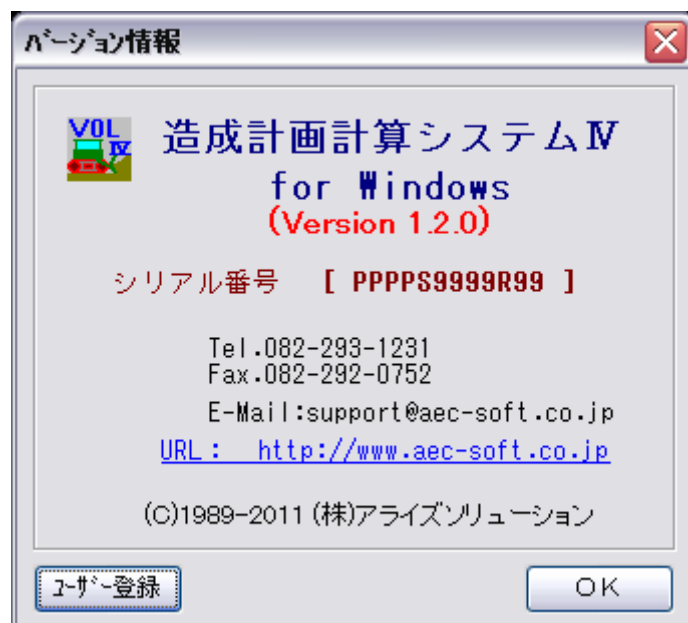 ﾊﾞｰｼﾞｮﾝ情報
VOL
Ⅳ
造成計画計算システムⅣ
for Windows
(Version 1.2.0)
シリアル番号 [ PPPPS9999R99 ]
Tel.082-293-1231
Fax.082-292-0752
E-Mail:support@aec-soft.co.jp
URL： http://www.aec-soft.co.jp
(C)1989-2011 (株)アライズソリューション
ﾕｰｻﾞｰ登録
OK